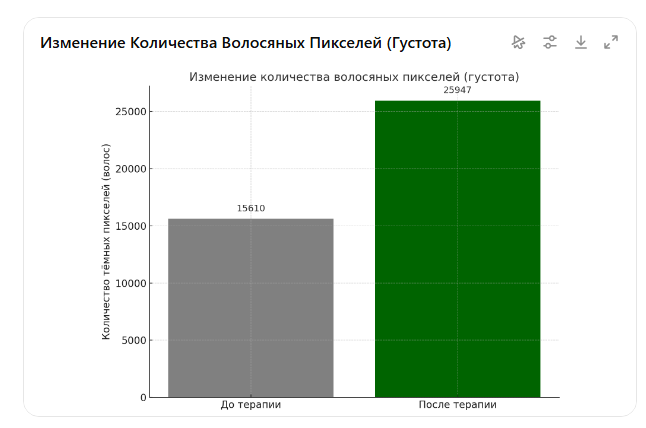 Изменение Количества Волосяных Пикселей (Густота)
Изменение количества волосяных пикселей (густота)
25947
25000
20000
15610
15000
10000
5000
0
Количество тёмных пикселей (волос)
До терапии
После терапии